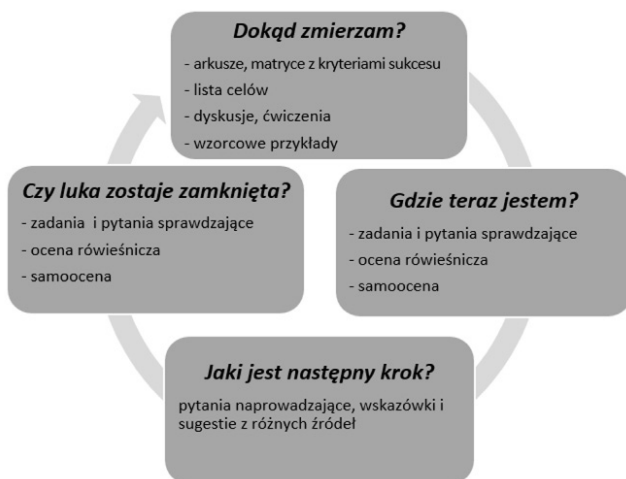 Dokąd zmierzam?
- arkusze, matryce z kryteriami sukcesu
- lista celów
- dyskusje, ćwiczenia
- wzorcowe przykłady
Gdzie teraz jestem?
- zadania i pytania sprawdzające
- ocena rówieśnicza
- samoocena
Jaki jest następny krok?
pytania naprowadzające, wskazówki i
sugestie z różnych źródeł
Czy luka zostaje zamknięta?
- zadania i pytania sprawdzające
- ocena rówieśnicza
- samoocena